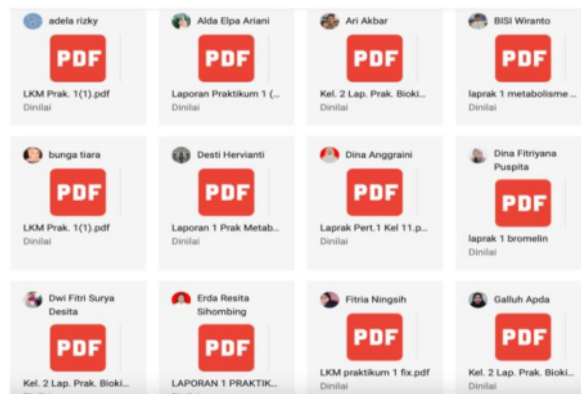 adela rizky
PDF
LKM Prak. 1(1).pdf
Dinilai
Alda Elpa Ariani
PDF
Laporan Praktikum 1 (...
Dinilai
Ari Akbar
PDF
Kel. 2 Lap. Prak. Bioki...
Dinilai
BISI Wiranto
PDF
laprak 1 metabolisme ...
Dinilai
bunga tiara
PDF
LKM Prak. 1(1).pdf
Dinilai
Desti Hervianti
PDF
Laporan 1 Prak Metab...
Dinilai
Dina Anggraini
PDF
Laprak Pert.1 Kel 11.p...
Dinilai
Dina Fitriyana
Puspita
PDF
laprak 1 bromelin
Dinilai
Dwi Fitri Surya
Desita
PDF
Kel. 2 Lap. Prak. Bioki...
Erda Resita
Sihombing
PDF
LAPORAN 1 PRAKTIK...
Fitria Ningsih
PDF
LKM praktikum 1 fix.pdf
Dinilai
Galluh Apda
PDF
Kel. 2 Lap. Prak. Bioki...
Dinilai